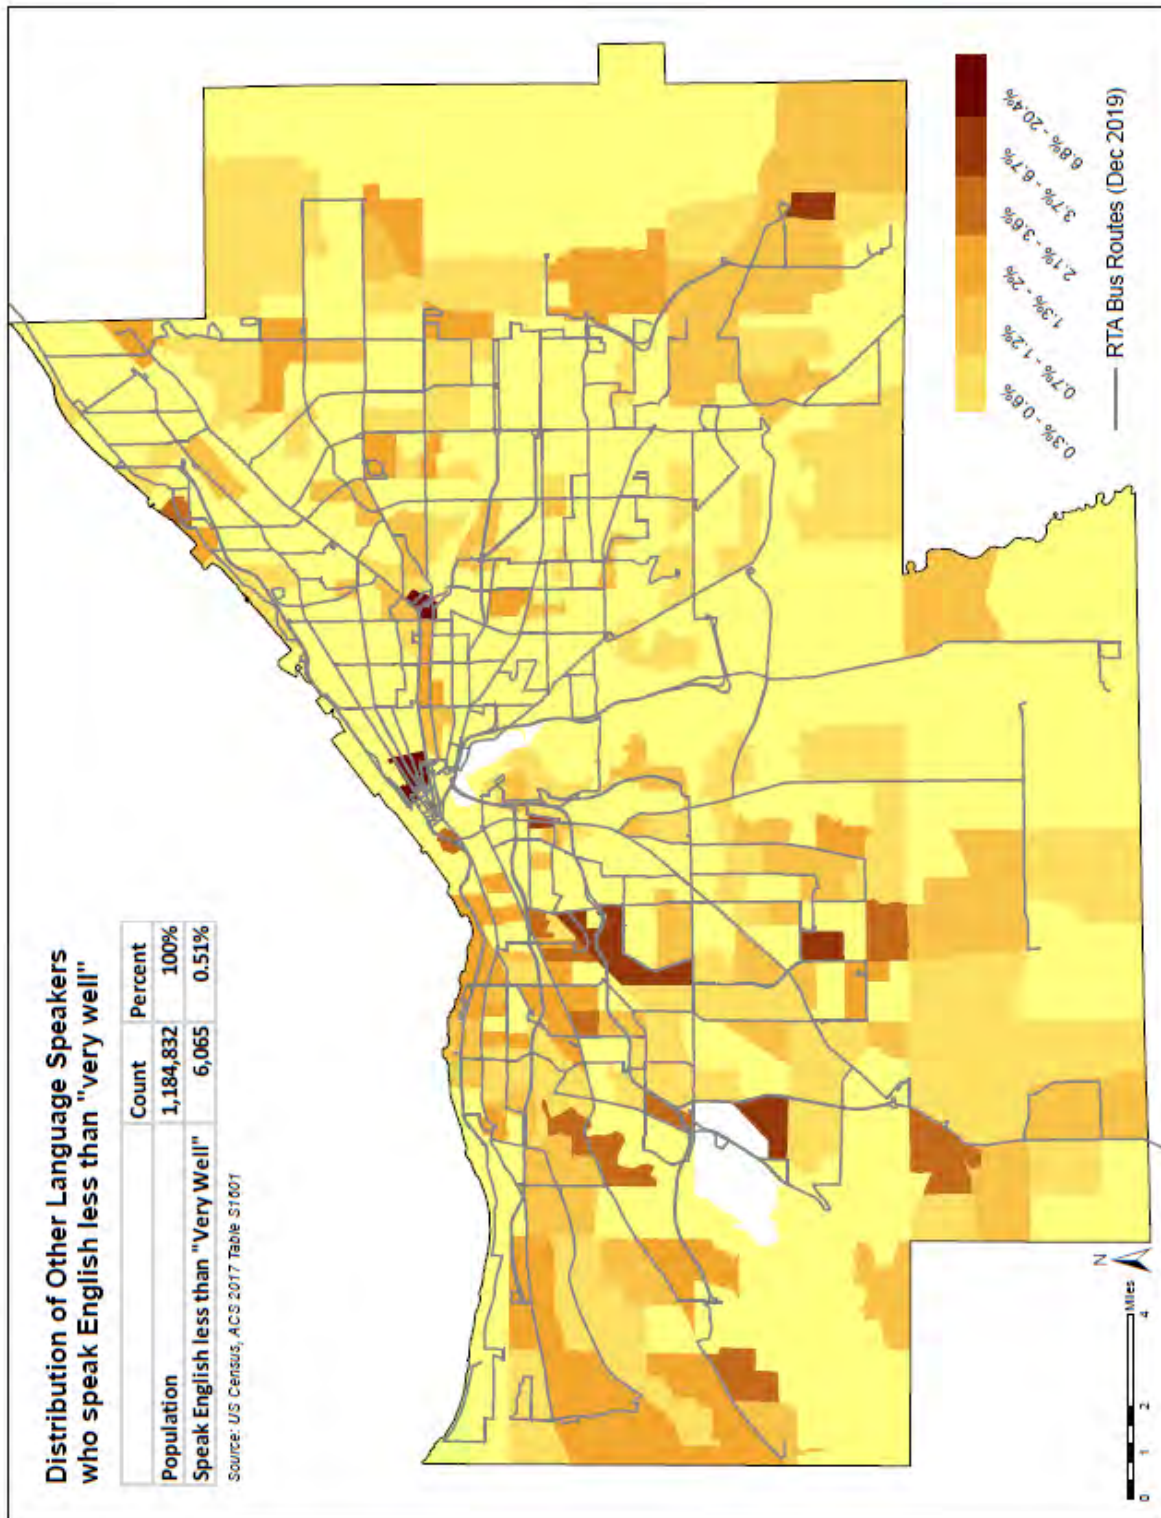 Distribution of Other Language Speakers
who speak English less than "very well"
Count Percent
Population 1,184,832 100%
Speak English less than "Very Well" 6,065 0.51%
Source: US Census, ACS 2017 Table S1601
0.3% - 0.6%
0.7% - 1.2%
1.3% - 2%
2.1% - 3.6%
3.7% - 6.7%
6.8% - 20.4%
RTA Bus Routes (Dec 2019)
N
Miles
0 1 2 4